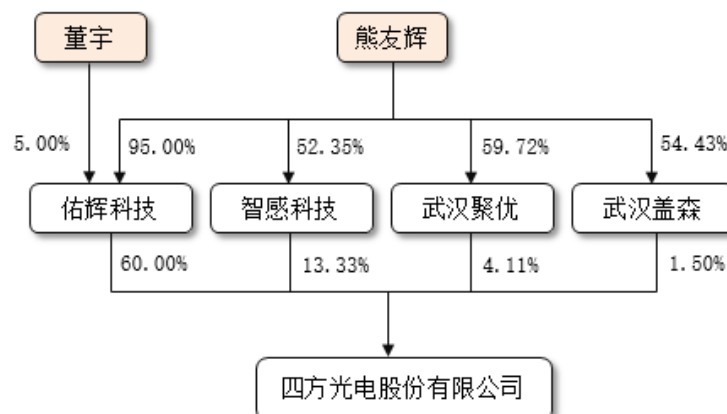 董宇
熊友辉
5.00%
95.00%
52.35%
59.72%
54.43%
佑辉科技
智感科技
武汉聚优
武汉盖森
60.00%
13.33%
4.11%
1.50%
四方光电股份有限公司